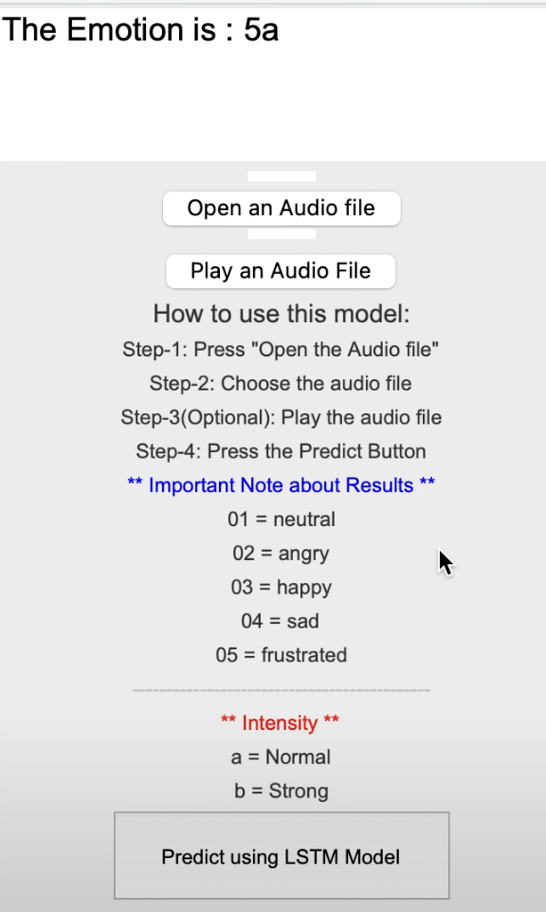 The Emotion is : 5a
Open an Audio file
Play an Audio File
How to use this model:
Step-1: Press "Open the Audio file"
Step-2: Choose the audio file
Step-3(Optional): Play the audio file
Step-4: Press the Predict Button
** Important Note about Results **
01 = neutral
02 = angry
03 = happy
04 = sad
05 = frustrated
---------------------------------------------
** Intensity **
a = Normal
b = Strong
Predict using LSTM Model